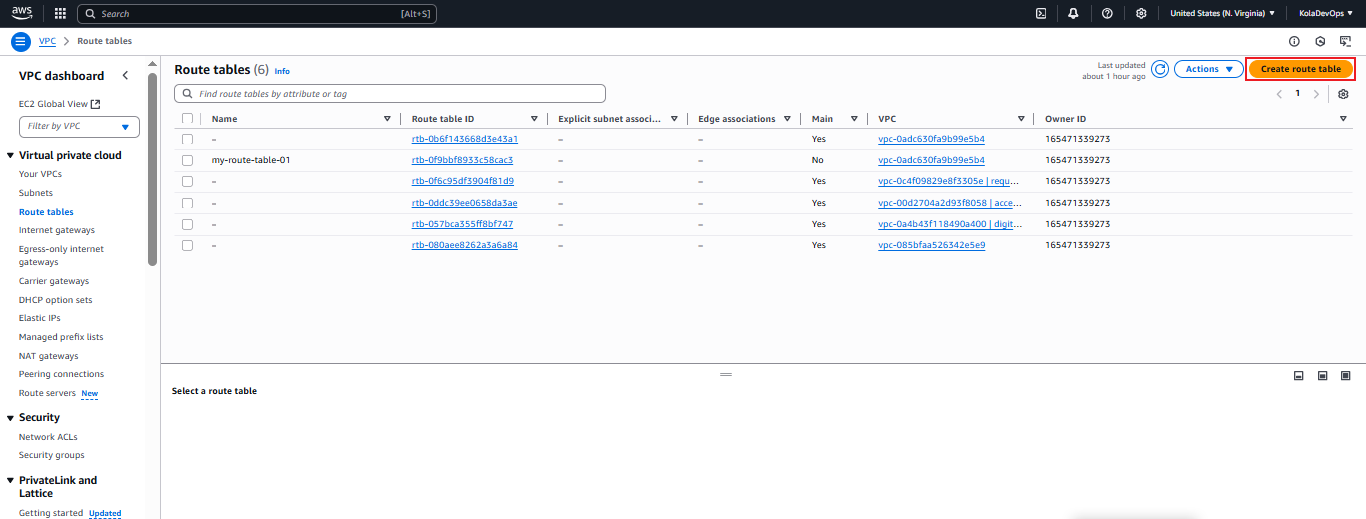 aws
Search [Alt+S] United States (N. Virginia) KolaDevOps
VPC Route tables
VPC dashboard
EC2 Global View
Filter by VPC
Virtual private cloud
Your VPCs
Subnets
Route tables
Internet gateways
Egress-only internet
gateways
Carrier gateways
DHCP option sets
Elastic IPs
Managed prefix lists
NAT gateways
Peering connections
Route servers New
Security
Network ACLs
Security groups
PrivateLink and
Lattice
Getting started Updated
Route tables (6) Info
Last updated
about 1 hour ago
Actions
Create route table
Find route tables by attribute or tag
1
Name Route table ID Explicit subnet associ... Edge associations Main VPC Owner ID
– rtb-0b6f143668d3e43a1 – – Yes vpc-0adc630fa9b99e5b4 165471339273
my-route-table-01 rtb-0f9bbf8933c58cac3 – – No vpc-0adc630fa9b99e5b4 165471339273
– rtb-0f6c95df3904f81d9 – – Yes vpc-0c4f09829e8f3305e | requ... 165471339273
– rtb-0ddc39ee0658da3ae – – Yes vpc-00d2704a2d93f8058 | acce... 165471339273
– rtb-057bca355ff8bf747 – – Yes vpc-0a4b43f118490a400 | digit... 165471339273
– rtb-080aee8262a3a6a84 – – Yes vpc-085bfaa526342e5e9 165471339273
Select a route table